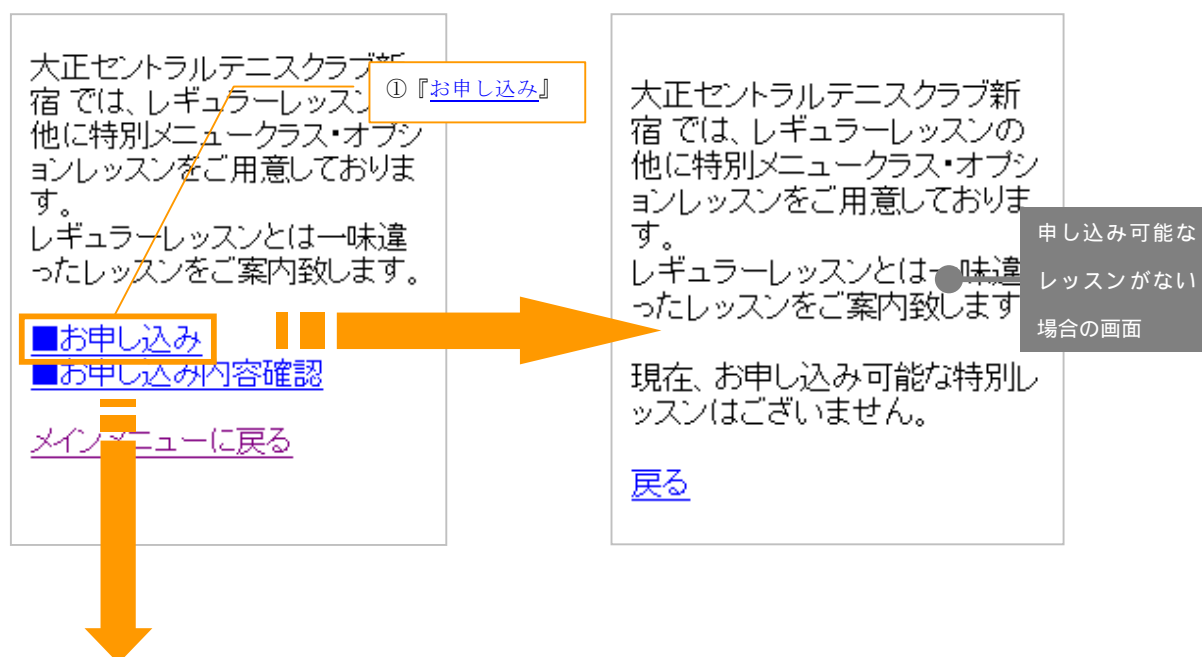 大正セントラルテニスクラブ新
宿 では、レギュラーレッスン
他に特別メニュークラス・オプシ
ョンレッスンをご用意しておりま
す。
レギュラーレッスンとは一味違
ったレッスンをご案内致します。
■お申し込み
■お申し込み内容確認
メインメニューに戻る
①『お申し込み』
大正セントラルテニスクラブ新
宿 では、レギュラーレッスンの
他に特別メニュークラス・オプシ
ョンレッスンをご用意しておりま
す。
レギュラーレッスンとは一味違
ったレッスンをご案内致します
現在、お申し込み可能な特別レ
ッスンはございません。
戻る
申し込み可能な
レッスンがない
場合の画面